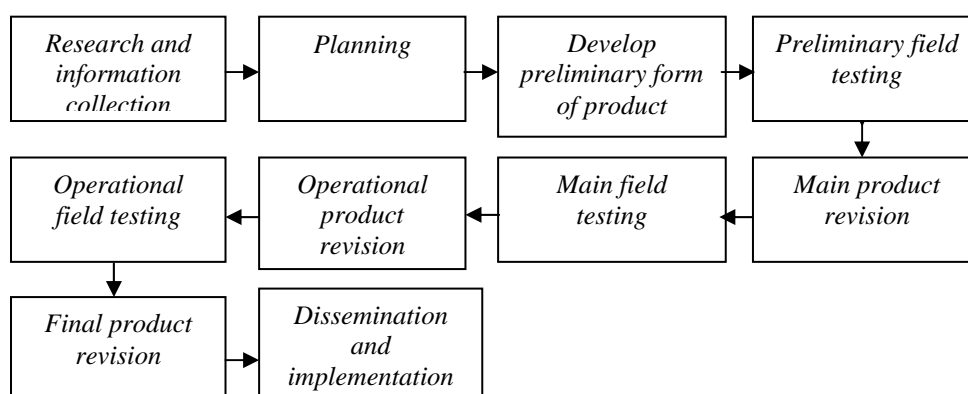 Research and
information
collection
Planning
Develop
preliminary form
of product
Preliminary field
testing
Main product
revision
Main field
testing
Operational
product
revision
Operational
field testing
Final product
revision
Dissemination
and
implementation